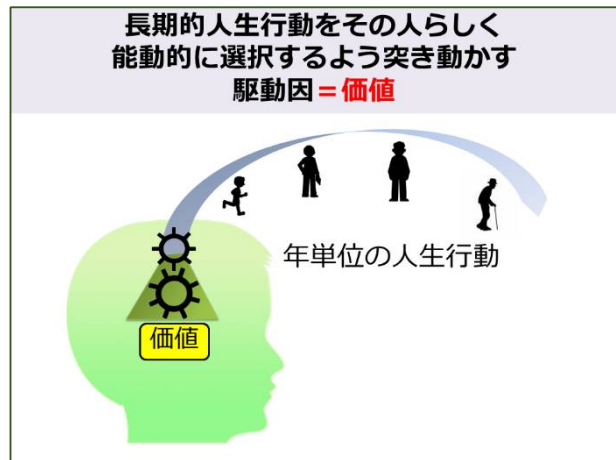 長期的人生行動をその人らしく
能動的に選択するよう突き動かす
駆動因＝価値
年単位の人生行動
価値